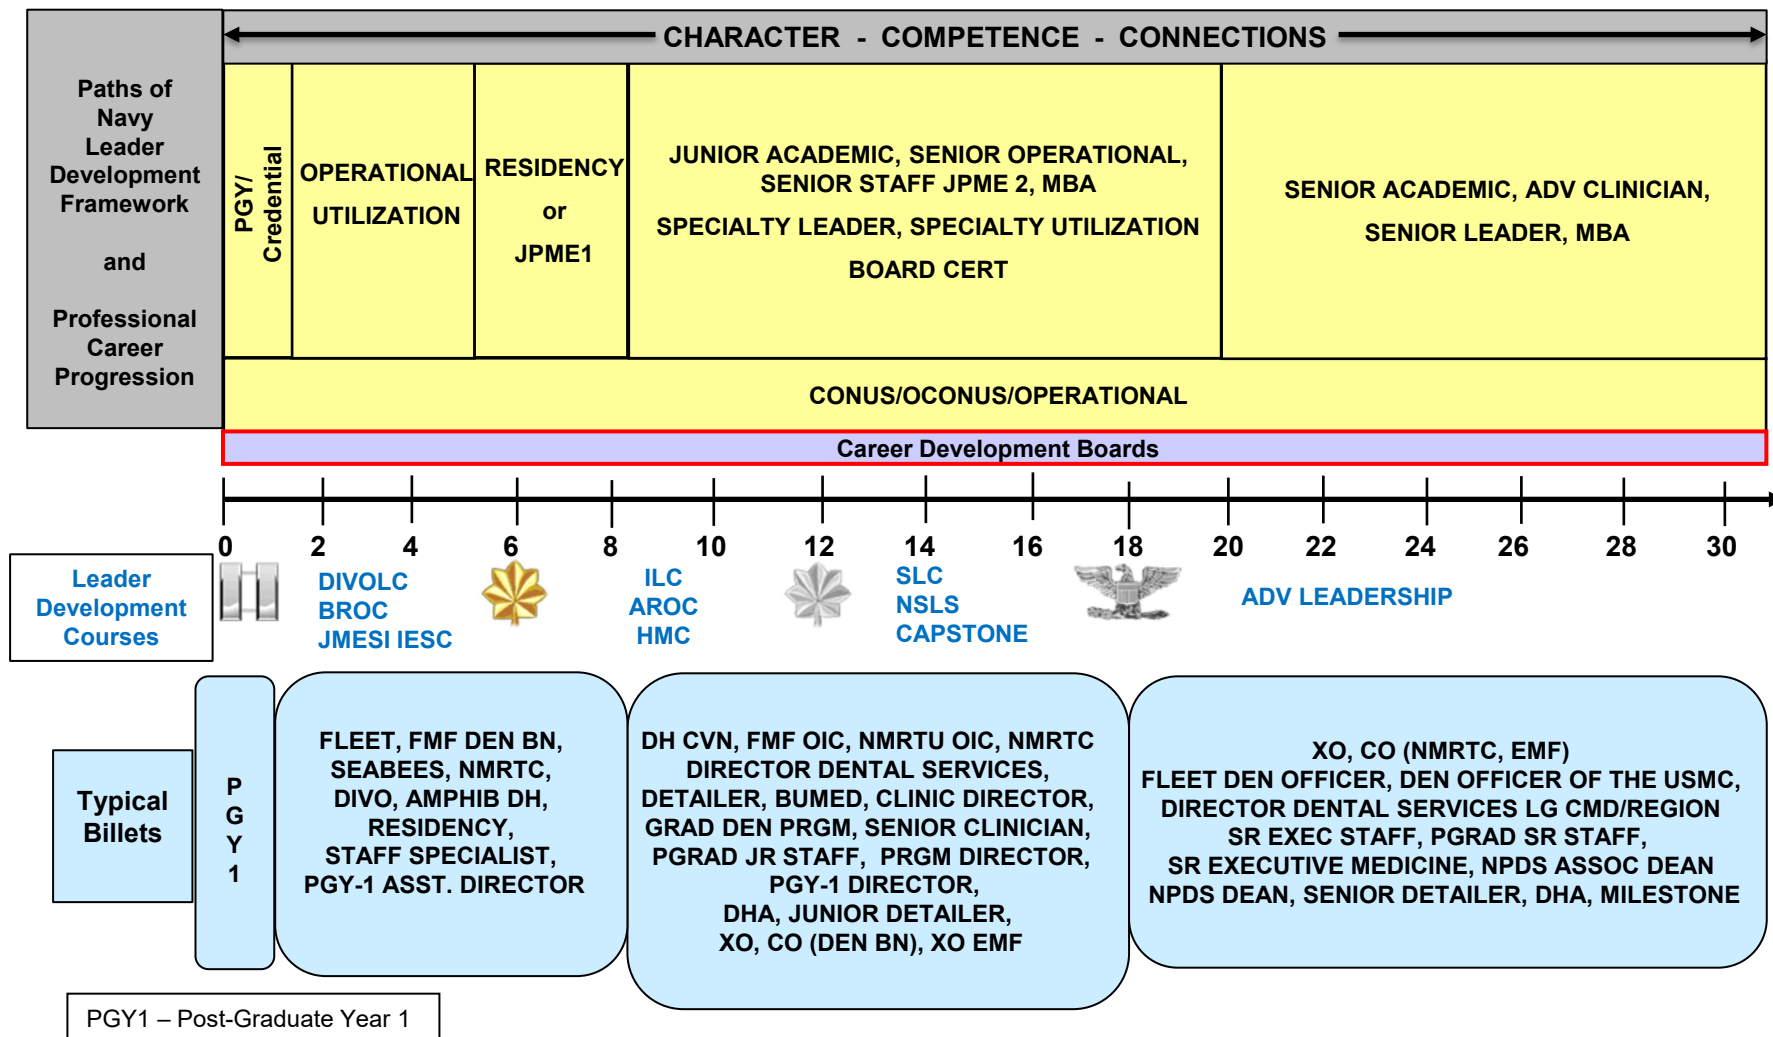 CHARACTER - COMPETENCE - CONNECTIONS
Paths of
Navy
Leader
Development
Framework
and
Professional
Career
Progression
PGY/
Credential
OPERATIONAL
UTILIZATION
RESIDENCY
or
JPME1
JUNIOR ACADEMIC, SENIOR OPERATIONAL,
SENIOR STAFF JPME 2, MBA
SPECIALTY LEADER, SPECIALTY UTILIZATION
BOARD CERT
SENIOR ACADEMIC, ADV CLINICIAN,
SENIOR LEADER, MBA
CONUS/OCONUS/OPERATIONAL
Career Development Boards
0 2 4 6 8 10 12 14 16 18 20 22 24 26 28 30
Leader
Development
Courses
DIVOLC
BROC
JMESI IESC
ILC
AROC
HMC
SLC
NSLS
CAPSTONE
ADV LEADERSHIP
Typical
Billets
P
G
Y
1
FLEET, FMF DEN BN,
SEABEES, NMRTC,
DIVO, AMPHIB DH,
RESIDENCY,
STAFF SPECIALIST,
PGY-1 ASST. DIRECTOR
DH CVN, FMF OIC, NMRTU OIC, NMRTC
DIRECTOR DENTAL SERVICES,
DETAILER, BUMED, CLINIC DIRECTOR,
GRAD DEN PRGM, SENIOR CLINICIAN,
PGRAD JR STAFF, PRGM DIRECTOR,
PGY-1 DIRECTOR,
DHA, JUNIOR DETAILER,
XO, CO (DEN BN), XO EMF
XO, CO (NMRTC, EMF)
FLEET DEN OFFICER, DEN OFFICER OF THE USMC,
DIRECTOR DENTAL SERVICES LG CMD/REGION
SR EXEC STAFF, PGRAD SR STAFF,
SR EXECUTIVE MEDICINE, NPDS ASSOC DEAN
NPDS DEAN, SENIOR DETAILER, DHA, MILESTONE
PGY1 – Post-Graduate Year 1